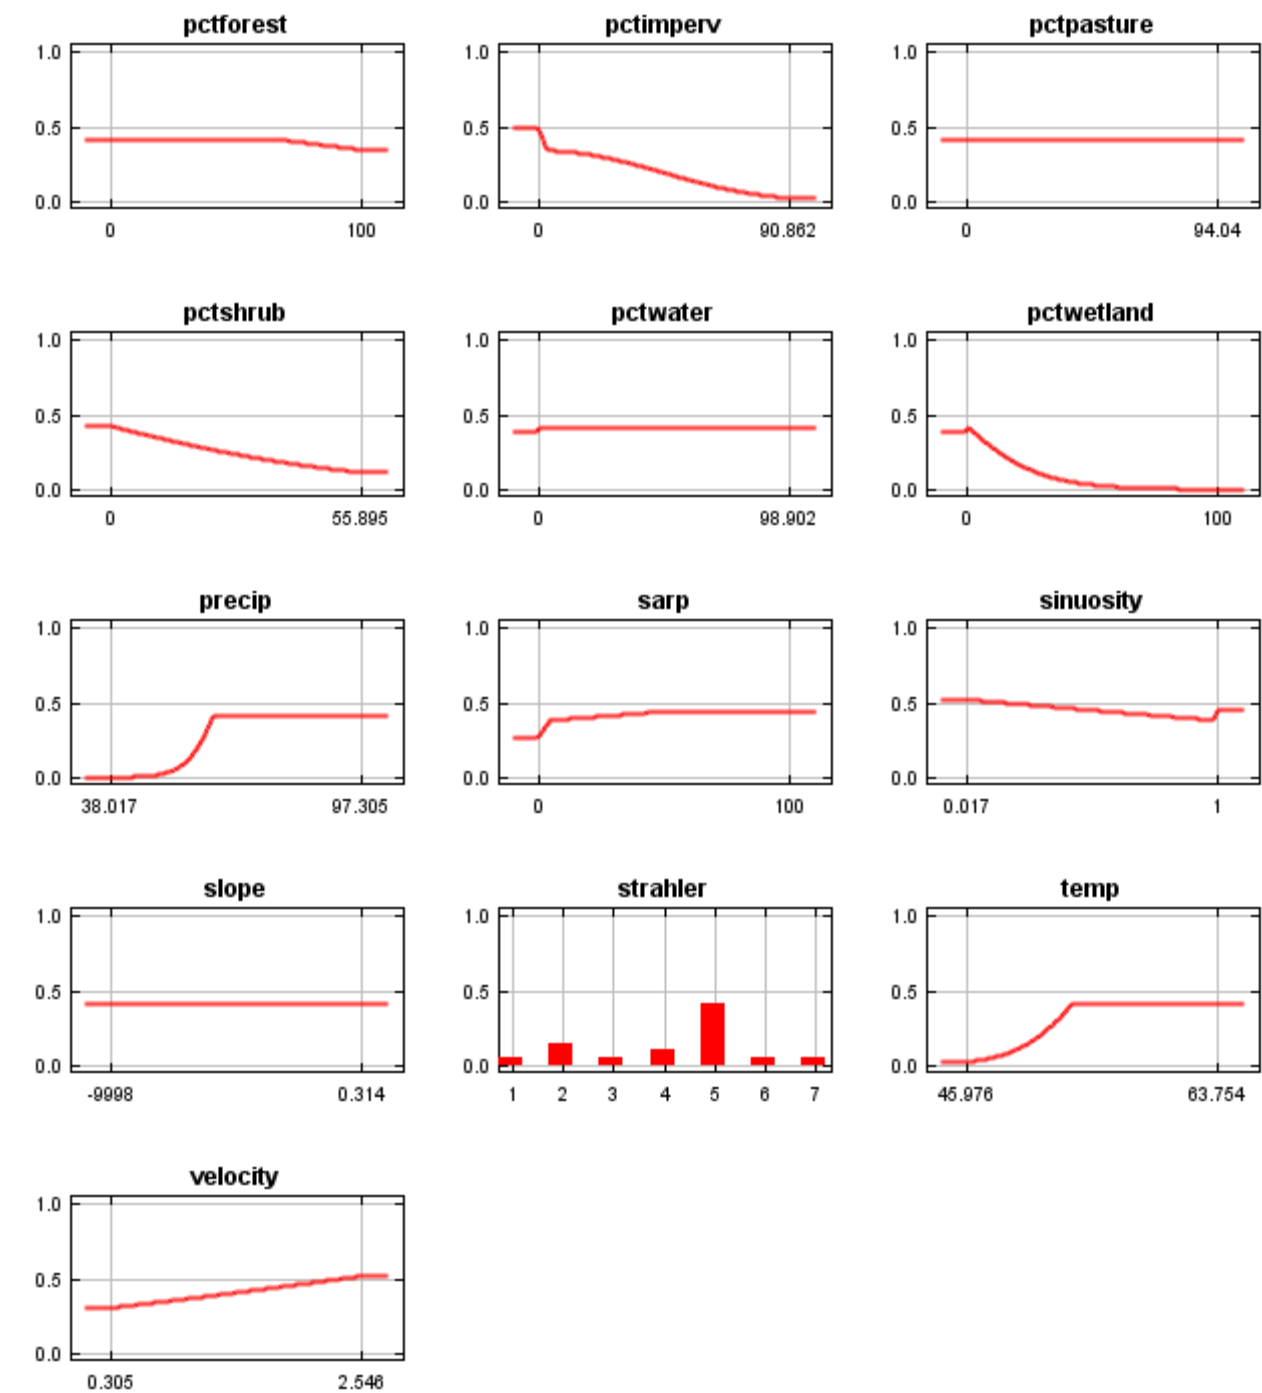 pctforest pctimperv pctpasture
1.0 1.0 1.0
0.5 0.5 0.5
0.0 0.0 0.0
0 100 0 90.862 0 94.04
pctshrub pctwater pctwetland
1.0 1.0 1.0
0.5 0.5 0.5
0.0 0.0 0.0
0 55.895 0 98.902 0 100
precip sarp sinuosity
1.0 1.0 1.0
0.5 0.5 0.5
0.0 0.0 0.0
38.017 97.305 0 100 0.017 1
slope strahler temp
1.0 1.0 1.0
0.5 0.5 0.5
0.0 0.0 0.0
-9998 0.314 1 2 3 4 5 6 7 45.976 63.754
velocity
1.0
0.5
0.0
0.305 2.546